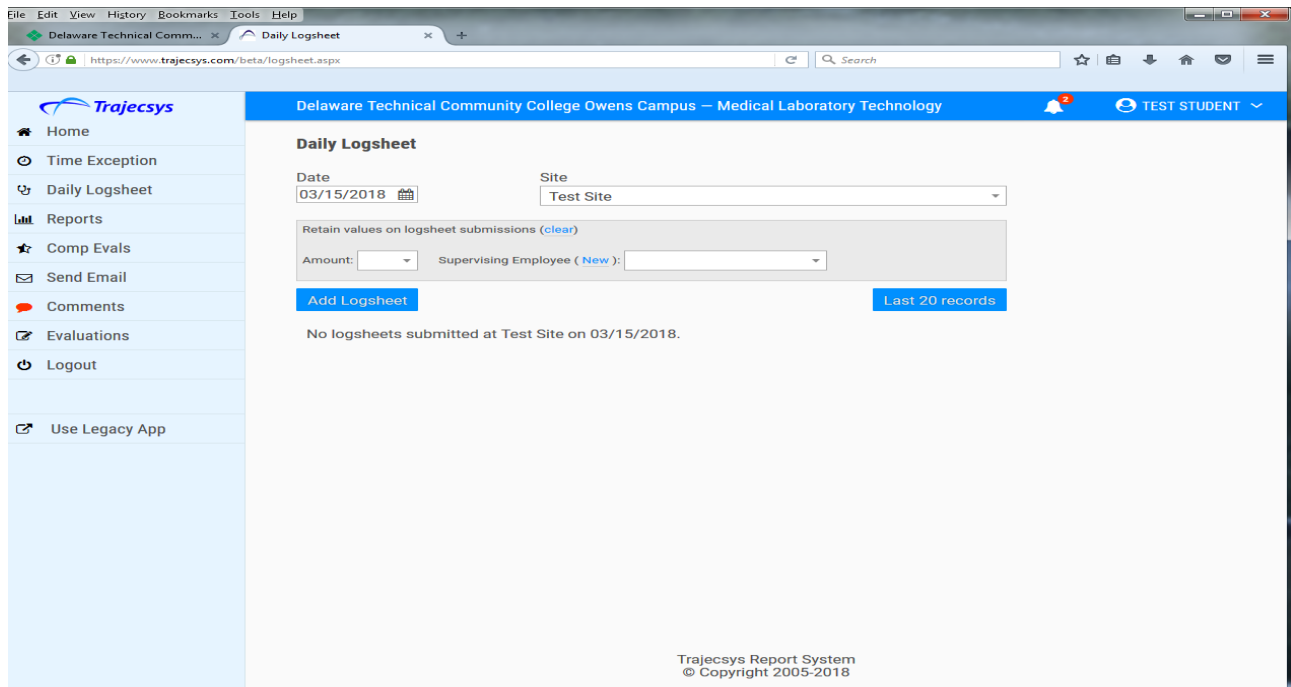 File Edit View History Bookmarks Tools Help
Delaware Technical Comm... × Daily Logsheet × +
https://www.trajecsys.com/beta/logsheet.aspx Search
Trajecsys Delaware Technical Community College Owens Campus — Medical Laboratory Technology 2 TEST STUDENT
Home
Time Exception
Daily Logsheet
Reports
Comp Evals
Send Email
Comments
Evaluations
Logout
Use Legacy App
Daily Logsheet
Date Site
03/15/2018 Test Site
Retain values on logsheet submissions (clear)
Amount: Supervising Employee ( New ):
Add Logsheet Last 20 records
No logsheets submitted at Test Site on 03/15/2018.
Trajecsys Report System
© Copyright 2005-2018